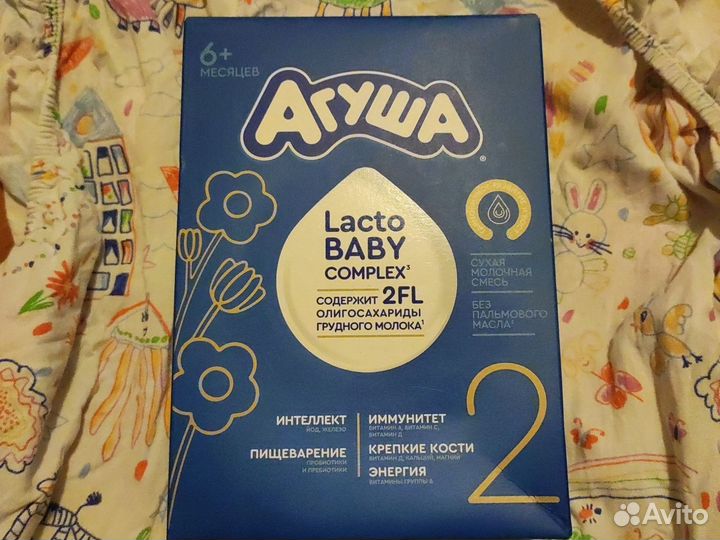 6+
МЕСЯЦЕВ
АГУША
®
Lacto
BABY
COMPLEX³
СОДЕРЖИТ 2FL
ОЛИГОСАХАРИДЫ
ГРУДНОГО МОЛОКА¹
СУХАЯ
МОЛОЧНАЯ
СМЕСЬ
БЕЗ
ПАЛЬМОВОГО
МАСЛА²
ИНТЕЛЛЕКТ
ЙОД, ЖЕЛЕЗО
ПИЩЕВАРЕНИЕ
ПРОБИОТИКИ
И ПРЕБИОТИКИ
ИММУНИТЕТ
ВИТАМИН А, ВИТАМИН С,
ВИТАМИН Д
КРЕПКИЕ КОСТИ
ВИТАМИН Д, КАЛЬЦИЙ, МАГНИЙ
ЭНЕРГИЯ
ВИТАМИНЫ ГРУППЫ В
2
Avito